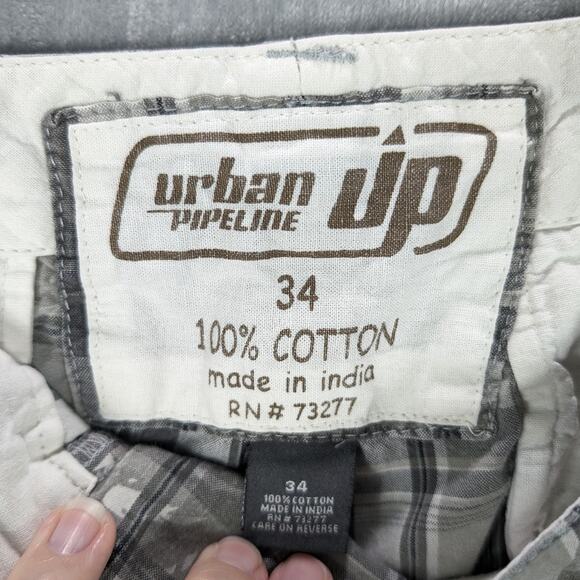 urban up
PIPELINE
34
100% COTTON
made in india
RN # 73277
34
100% COTTON
MADE IN INDIA
RN # 73277
CARE ON REVERSE